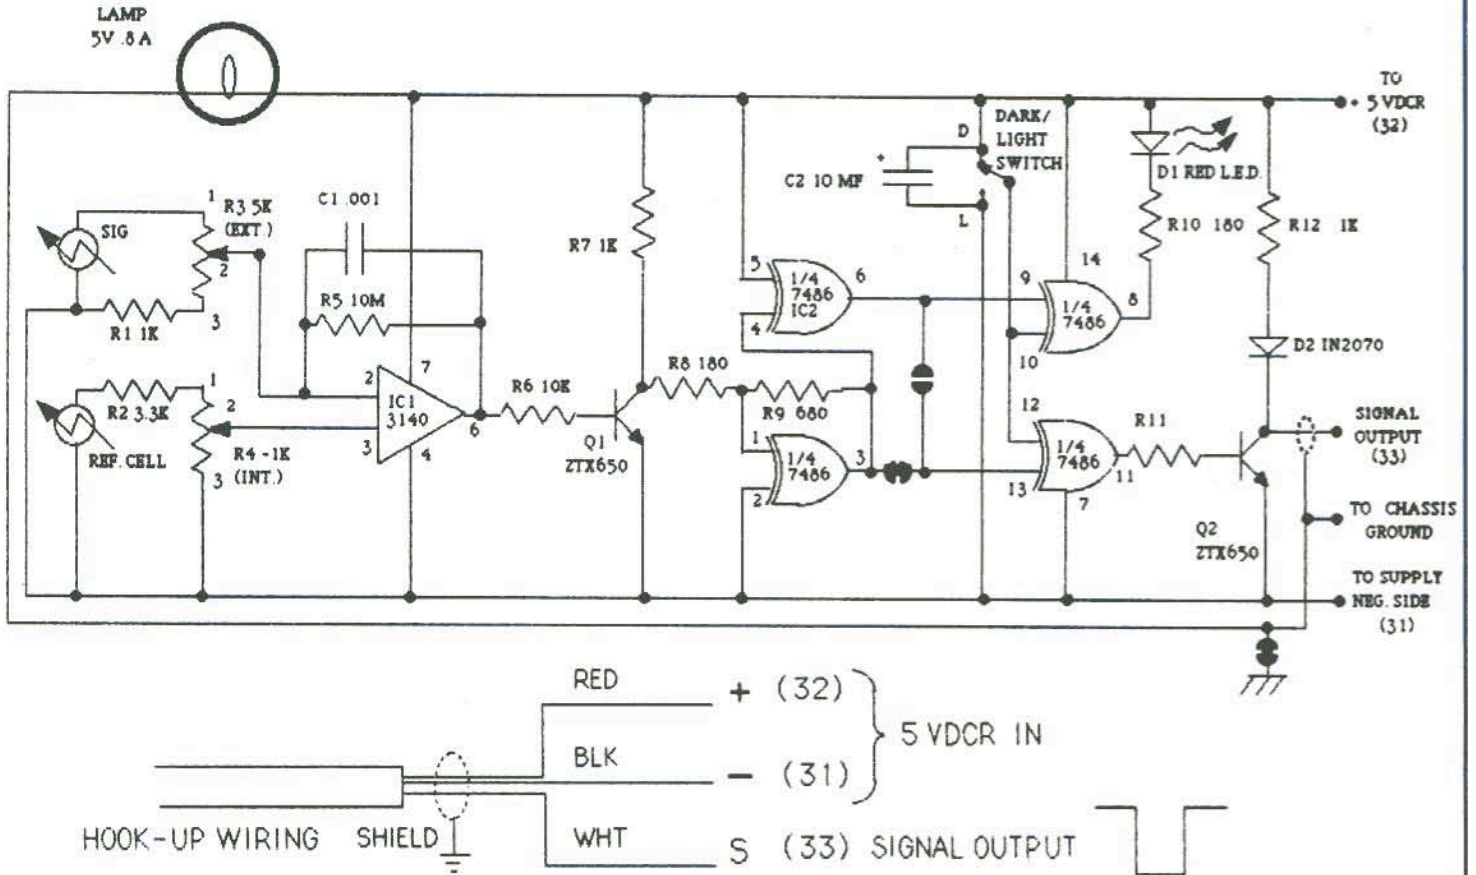 LAMP
5V .8 A
TO
+ 5 VDCR
(32)
DARK/
LIGHT
SWITCH
D
L
+
C2 10 MF
D1 RED L.E.D.
R10 180
R12 1K
1
R3 5K
(EXT.)
2
3
SIG
R1 1K
C1 .001
R5 10M
R7 1K
5
4
1/4
7486
IC2
6
9
10
14
1/4
7486
8
D2 IN2070
R2 3.3K
REF. CELL
1
2
R4 -1K
(INT.)
3
2
3
7
IC1
3140
4
6
R6 10K
Q1
ZTX650
R8 180
R9 680
1
2
1/4
7486
3
12
13
1/4
7486
11
7
R11
Q2
ZTX650
SIGNAL
OUTPUT
(33)
TO CHASSIS
GROUND
TO SUPPLY
NEG. SIDE
(31)
RED
+ (32)
BLK
- (31)
5 VDCR IN
HOOK-UP WIRING
SHIELD
WHT
S (33) SIGNAL OUTPUT